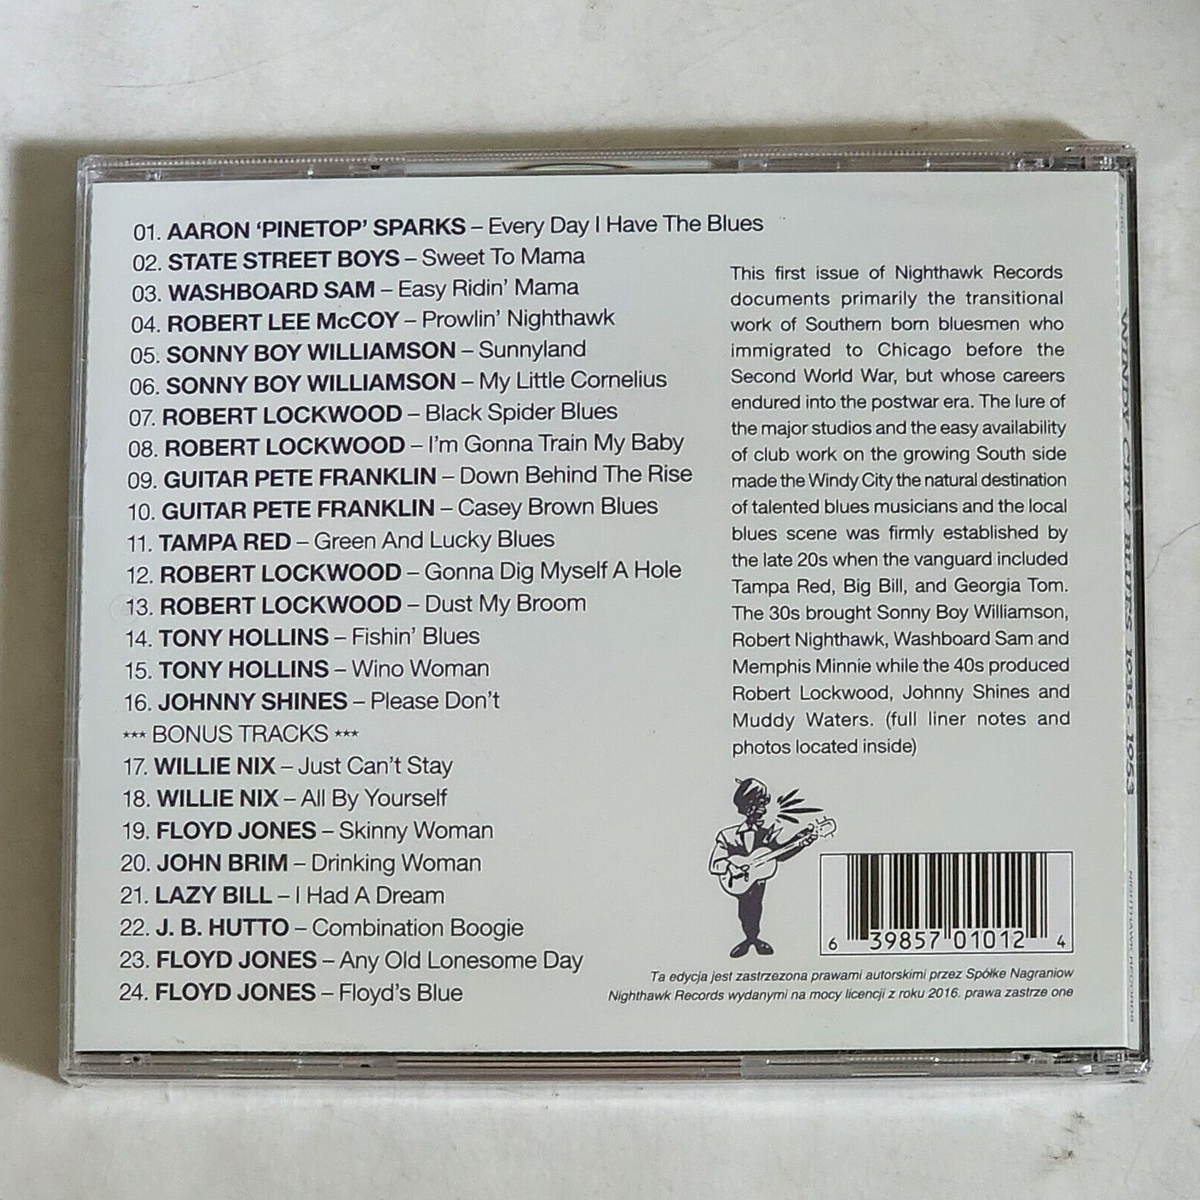 01. AARON 'PINETOP' SPARKS – Every Day I Have The Blues
02. STATE STREET BOYS – Sweet To Mama
03. WASHBOARD SAM – Easy Ridin' Mama
04. ROBERT LEE McCOY – Prowlin' Nighthawk
05. SONNY BOY WILLIAMSON – Sunnyland
06. SONNY BOY WILLIAMSON – My Little Cornelius
07. ROBERT LOCKWOOD – Black Spider Blues
08. ROBERT LOCKWOOD – I'm Gonna Train My Baby
09. GUITAR PETE FRANKLIN – Down Behind The Rise
10. GUITAR PETE FRANKLIN – Casey Brown Blues
11. TAMPA RED – Green And Lucky Blues
12. ROBERT LOCKWOOD – Gonna Dig Myself A Hole
13. ROBERT LOCKWOOD – Dust My Broom
14. TONY HOLLINS – Fishin' Blues
15. TONY HOLLINS – Wino Woman
16. JOHNNY SHINES – Please Don't
*** BONUS TRACKS ***
17. WILLIE NIX – Just Can't Stay
18. WILLIE NIX – All By Yourself
19. FLOYD JONES – Skinny Woman
20. JOHN BRIM – Drinking Woman
21. LAZY BILL – I Had A Dream
22. J. B. HUTTO – Combination Boogie
23. FLOYD JONES – Any Old Lonesome Day
24. FLOYD JONES – Floyd's Blue
This first issue of Nighthawk Records
documents primarily the transitional
work of Southern born bluesmen who
immigrated to Chicago before the
Second World War, but whose careers
endured into the postwar era. The lure of
the major studios and the easy availability
of club work on the growing South side
made the Windy City the natural destination
of talented blues musicians and the local
blues scene was firmly established by
the late 20s when the vanguard included
Tampa Red, Big Bill, and Georgia Tom.
The 30s brought Sonny Boy Williamson,
Robert Nighthawk, Washboard Sam and
Memphis Minnie while the 40s produced
Robert Lockwood, Johnny Shines and
Muddy Waters. (full liner notes and
photos located inside)
6 39857 01012 4
Ta edycja jest zastrzezona prawami autorskimi przez Spółke Nagraniow
Nighthawk Records wydanymi na mocy licencji z roku 2016. prawa zastrze one
WINDY CITY BLUES 1935-1953
NIGHTHAWK RECORDS